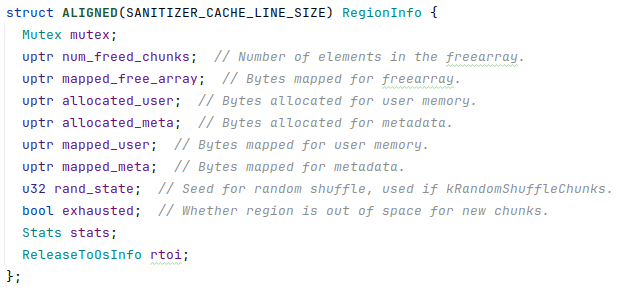 struct ALIGNED(SANITIZER_CACHE_LINE_SIZE) RegionInfo {
  Mutex mutex;
  uptr num_freed_chunks;  // Number of elements in the freearray.
  uptr mapped_free_array;  // Bytes mapped for freearray.
  uptr allocated_user;  // Bytes allocated for user memory.
  uptr allocated_meta;  // Bytes allocated for metadata.
  uptr mapped_user;  // Bytes mapped for user memory.
  uptr mapped_meta;  // Bytes mapped for metadata.
  u32 rand_state;  // Seed for random shuffle, used if kRandomShuffleChunks.
  bool exhausted;  // Whether region is out of space for new chunks.
  Stats stats;
  ReleaseToOsInfo rtoi;
};